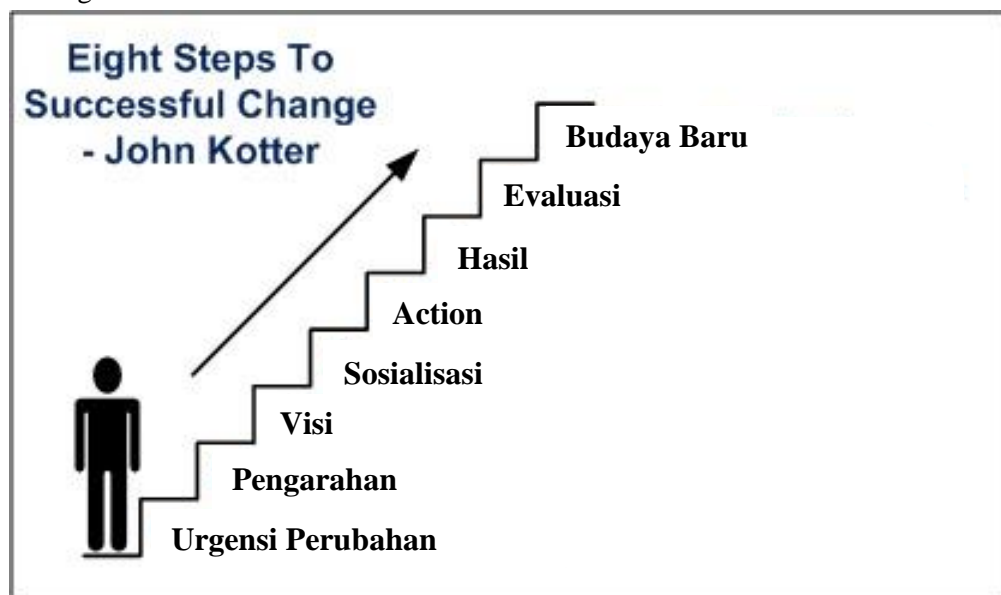 Eight Steps To
Successful Change
- John Kotter
Budaya Baru
Evaluasi
Hasil
Action
Sosialisasi
Visi
Pengarahan
Urgensi Perubahan